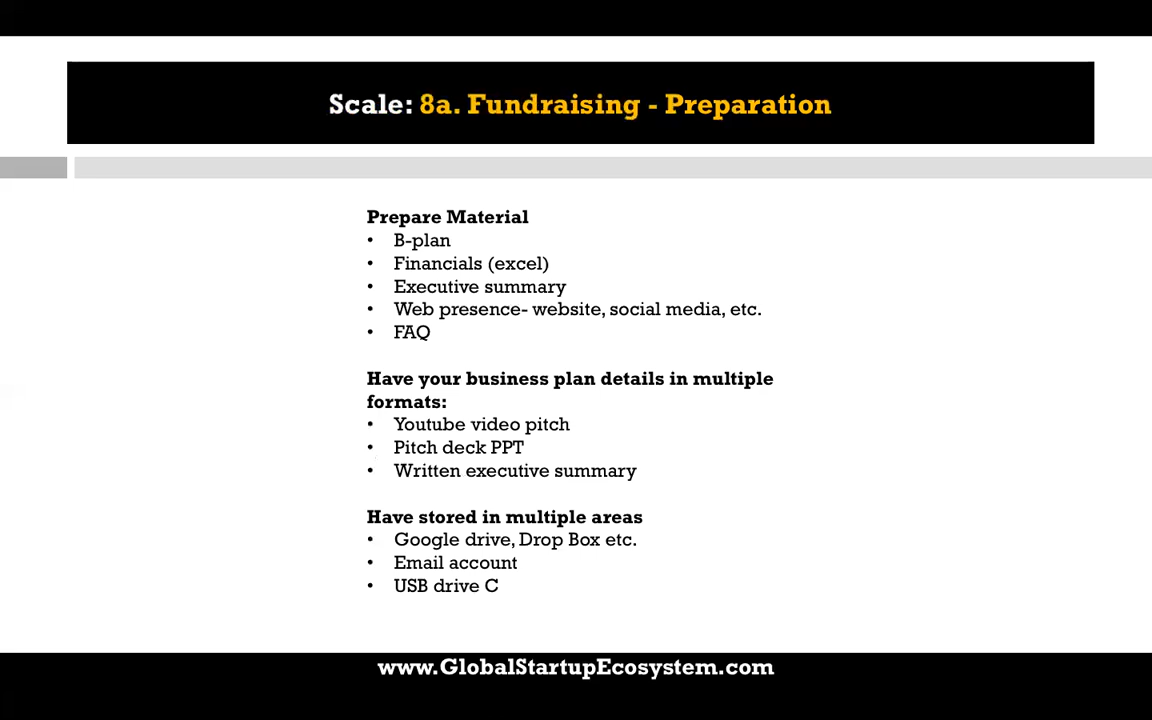 Scale: 8a. Fundraising - Preparation
Prepare Material
• B-plan
• Financials (excel)
• Executive summary
• Web presence- website, social media, etc.
• FAQ
Have your business plan details in multiple
formats:
• Youtube video pitch
• Pitch deck PPT
• Written executive summary
Have stored in multiple areas
• Google drive, Drop Box etc.
• Email account
• USB drive C
www.GlobalStartupEcosystem.com